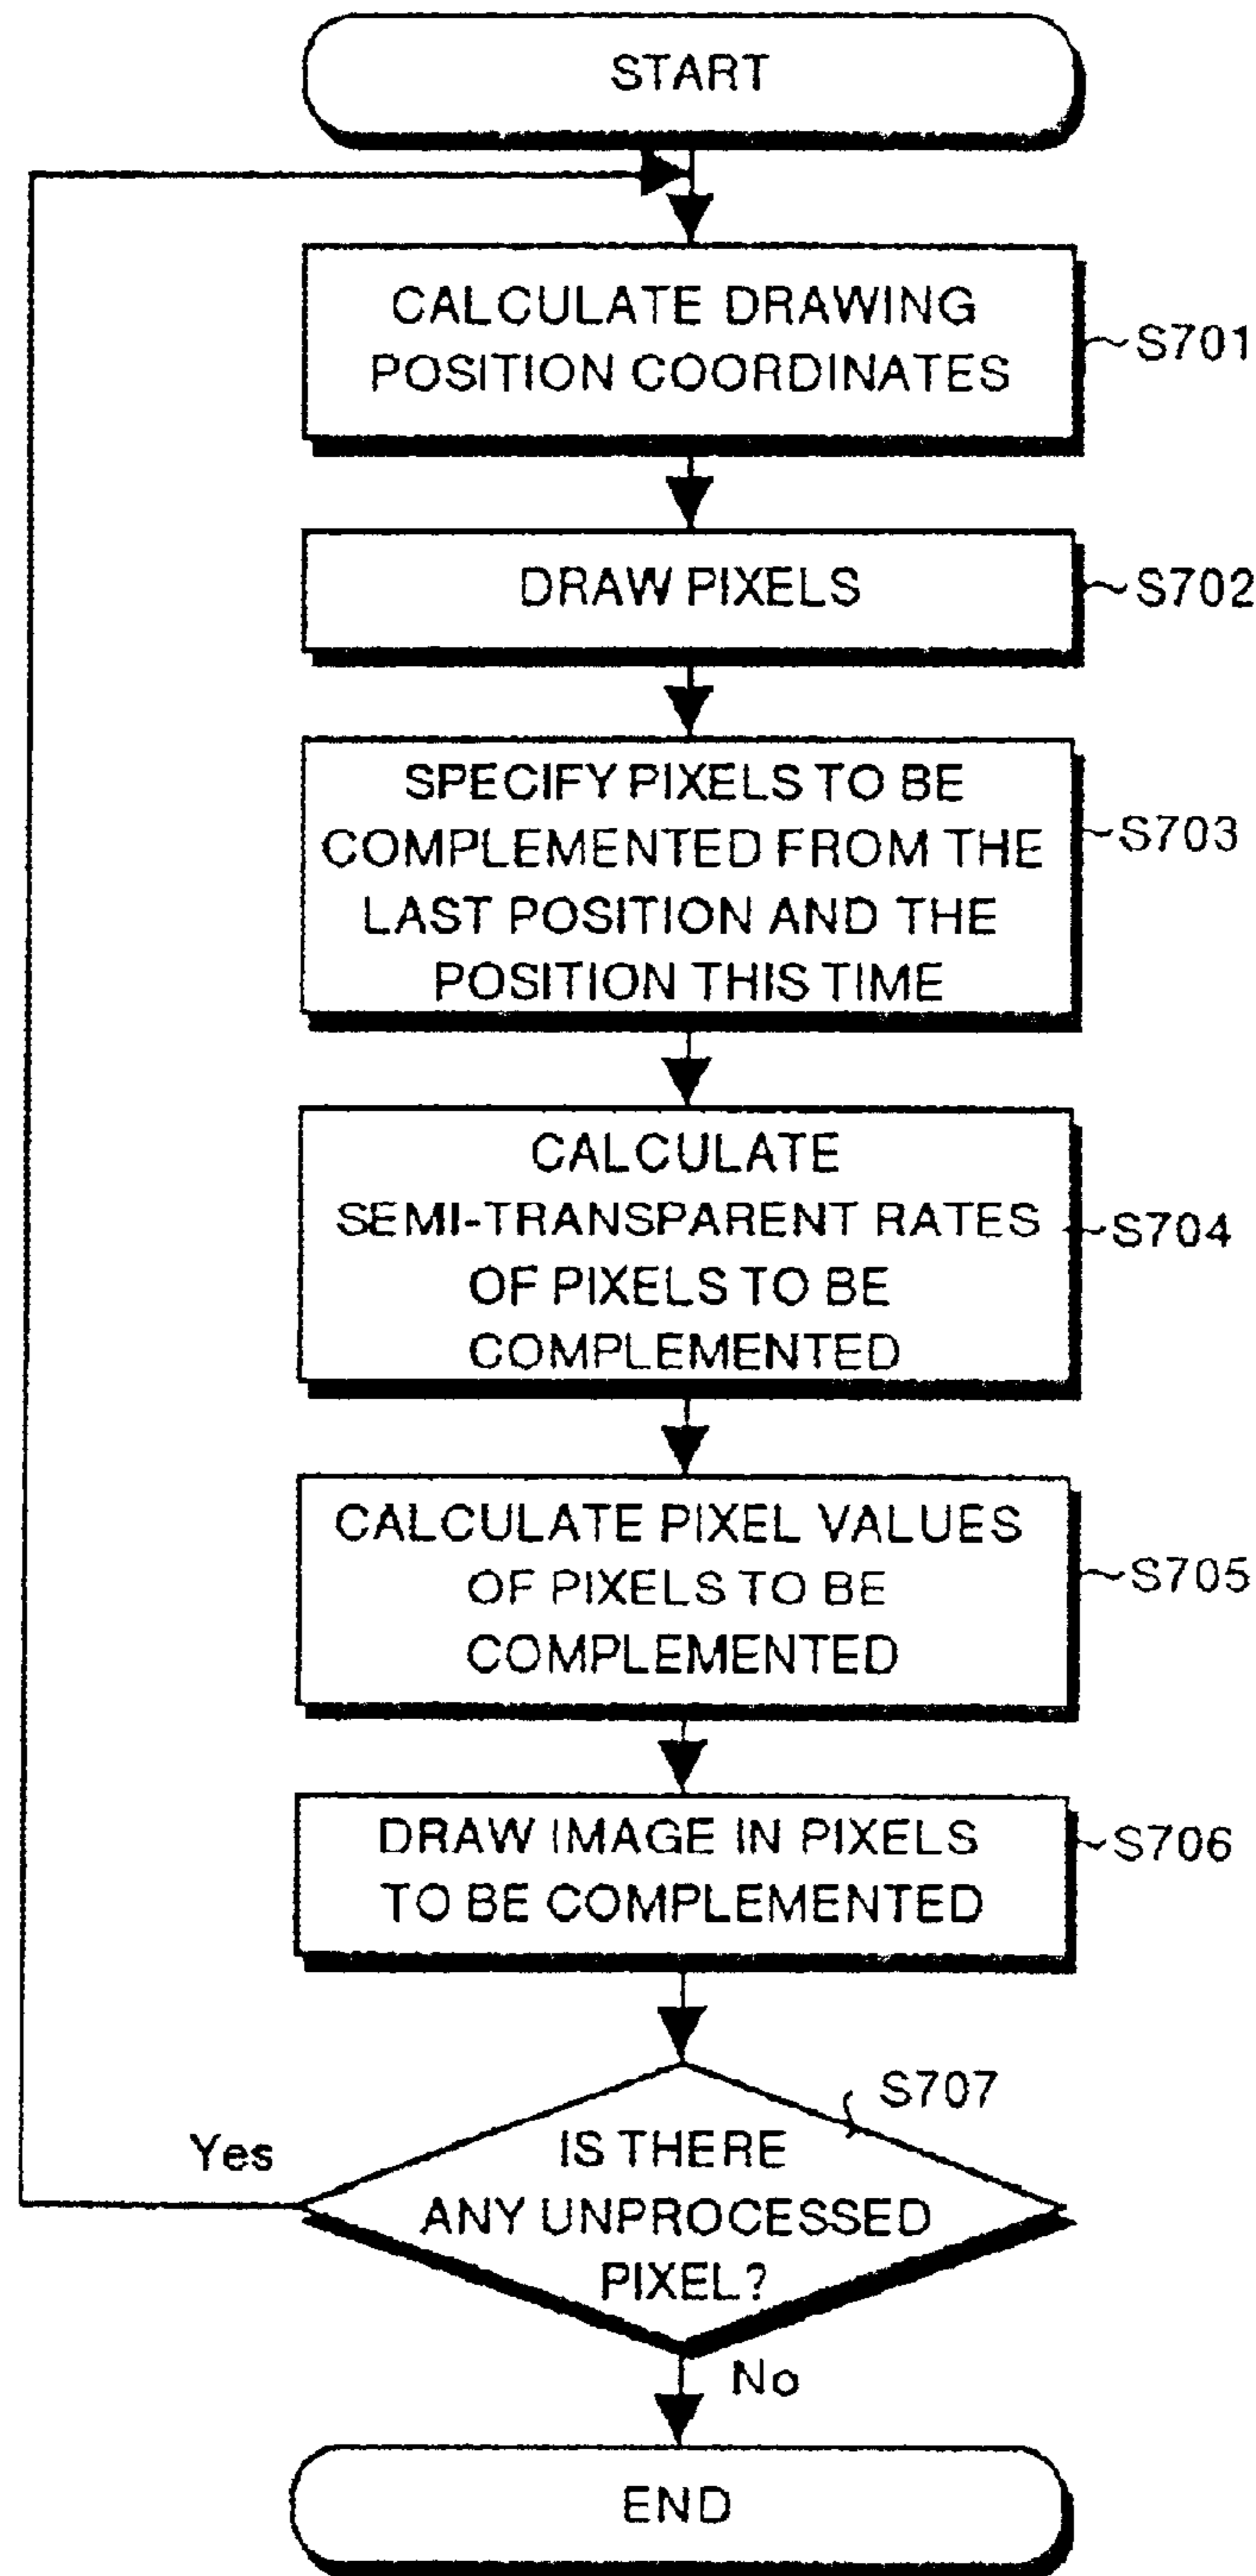 START
CALCULATE DRAWING
POSITION COORDINATES
S701
DRAW PIXELS
S702
SPECIFY PIXELS TO BE
COMPLEMENTED FROM THE
LAST POSITION AND THE
POSITION THIS TIME
S703
CALCULATE
SEMI-TRANSPARENT RATES
OF PIXELS TO BE
COMPLEMENTED
S704
CALCULATE PIXEL VALUES
OF PIXELS TO BE
COMPLEMENTED
S705
DRAW IMAGE IN PIXELS
TO BE COMPLEMENTED
S706
S707
Yes
IS THERE
ANY UNPROCESSED
PIXEL?
No
END